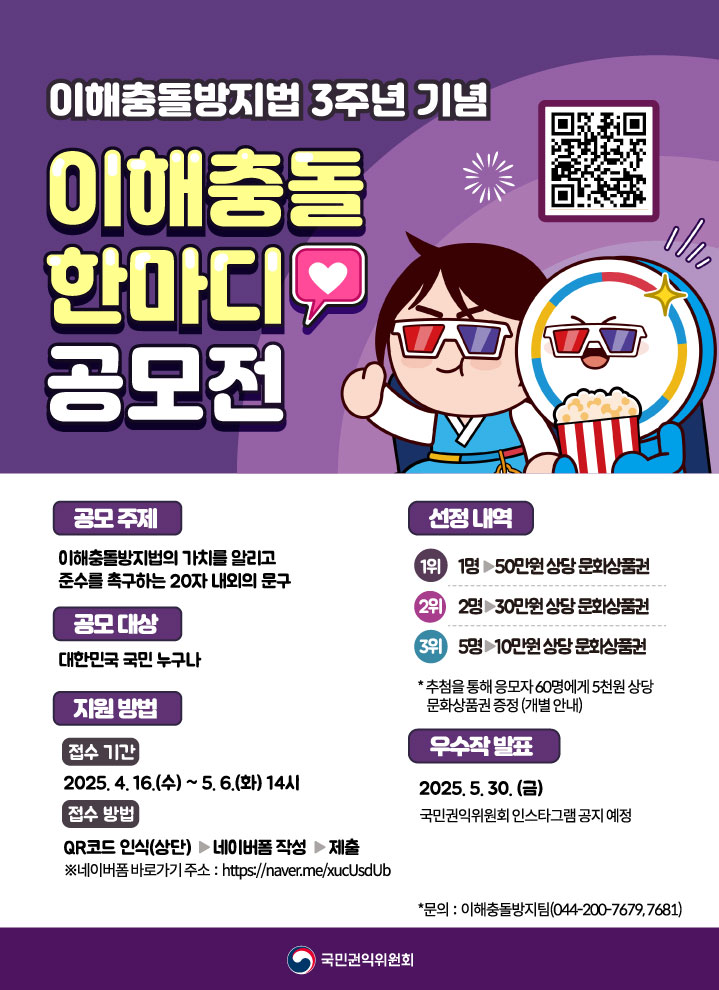 이해충돌방지법 3주년 기념
이해충돌
한마디
공모전
공모 주제
이해충돌방지법의 가치를 알리고
준수를 촉구하는 20자 내외의 문구
공모 대상
대한민국 국민 누구나
지원 방법
접수 기간
2025. 4. 16.(수) ~ 5. 6.(화) 14시
접수 방법
QR코드 인식(상단) ▶네이버폼 작성 ▶제출
※네이버폼 바로가기 주소 : https://naver.me/xucUsdUb
선정 내역
1위 1명 ▶50만원 상당 문화상품권
2위 2명▶30만원 상당 문화상품권
3위 5명▶10만원 상당 문화상품권
* 추첨을 통해 응모자 60명에게 5천원 상당
문화상품권 증정 (개별 안내)
우수작 발표
2025. 5. 30. (금)
국민권익위원회 인스타그램 공지 예정
*문의 : 이해충돌방지팀(044-200-7679, 7681)
국민권익위원회